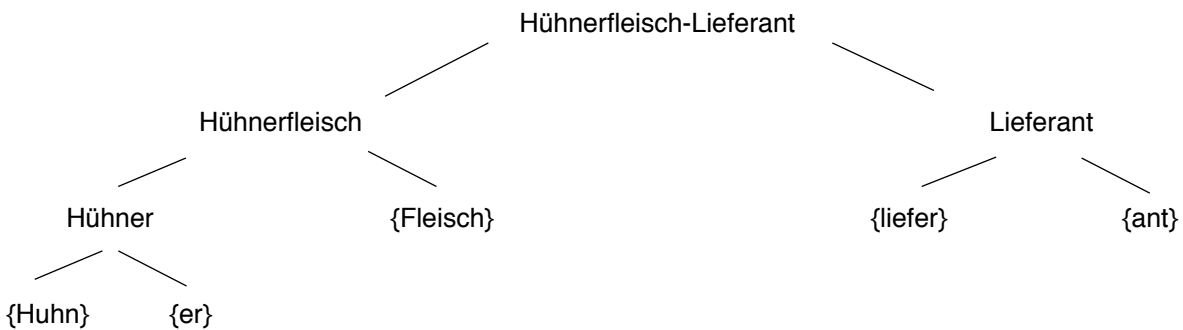 Hühnerfleisch-Lieferant
Hühnerfleisch Lieferant
Hühner {Fleisch} {liefer} {ant}
{Huhn} {er}